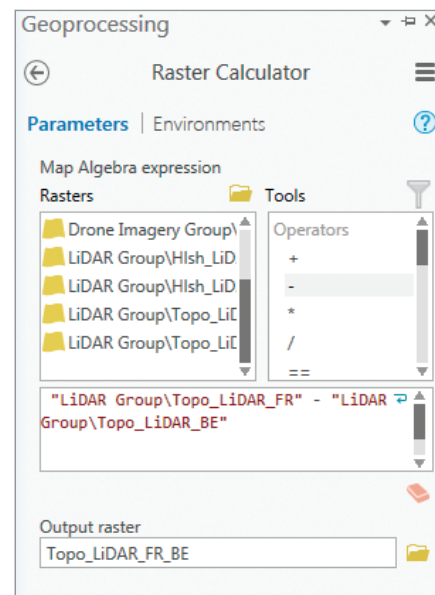 Geoprocessing
Raster Calculator
Parameters | Environments
Map Algebra expression
Rasters
Tools
Drone Imagery Group\
LiDAR Group\Hlsh_LiD
LiDAR Group\Hlsh_LiD
LiDAR Group\Topo_LiD
LiDAR Group\Topo_LiD
Operators
+
-
*
/
==
"LiDAR Group\Topo_LiDAR_FR" - "LiDAR
Group\Topo_LiDAR_BE"
Output raster
Topo_LiDAR_FR_BE